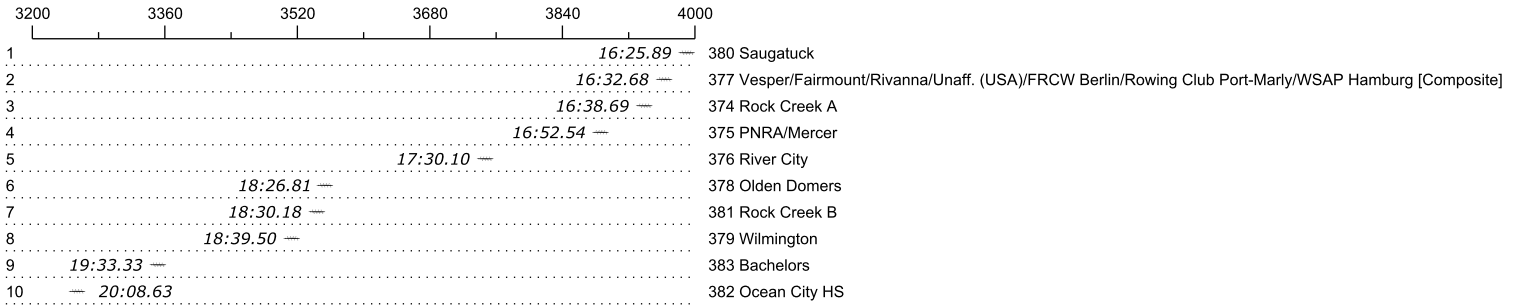 3200 3360 3520 3680 3840 4000
1 16:25.89 380 Saugatuck
2 16:32.68 377 Vesper/Fairmount/Rivanna/Unaff. (USA)/FRCW Berlin/Rowing Club Port-Marly/WSAP Hamburg [Composite]
3 16:38.69 374 Rock Creek A
4 16:52.54 375 PNRA/Mercer
5 17:30.10 376 River City
6 18:26.81 378 Olden Domers
7 18:30.18 381 Rock Creek B
8 18:39.50 379 Wilmington
9 19:33.33 383 Bachelors
10 20:08.63 382 Ocean City HS